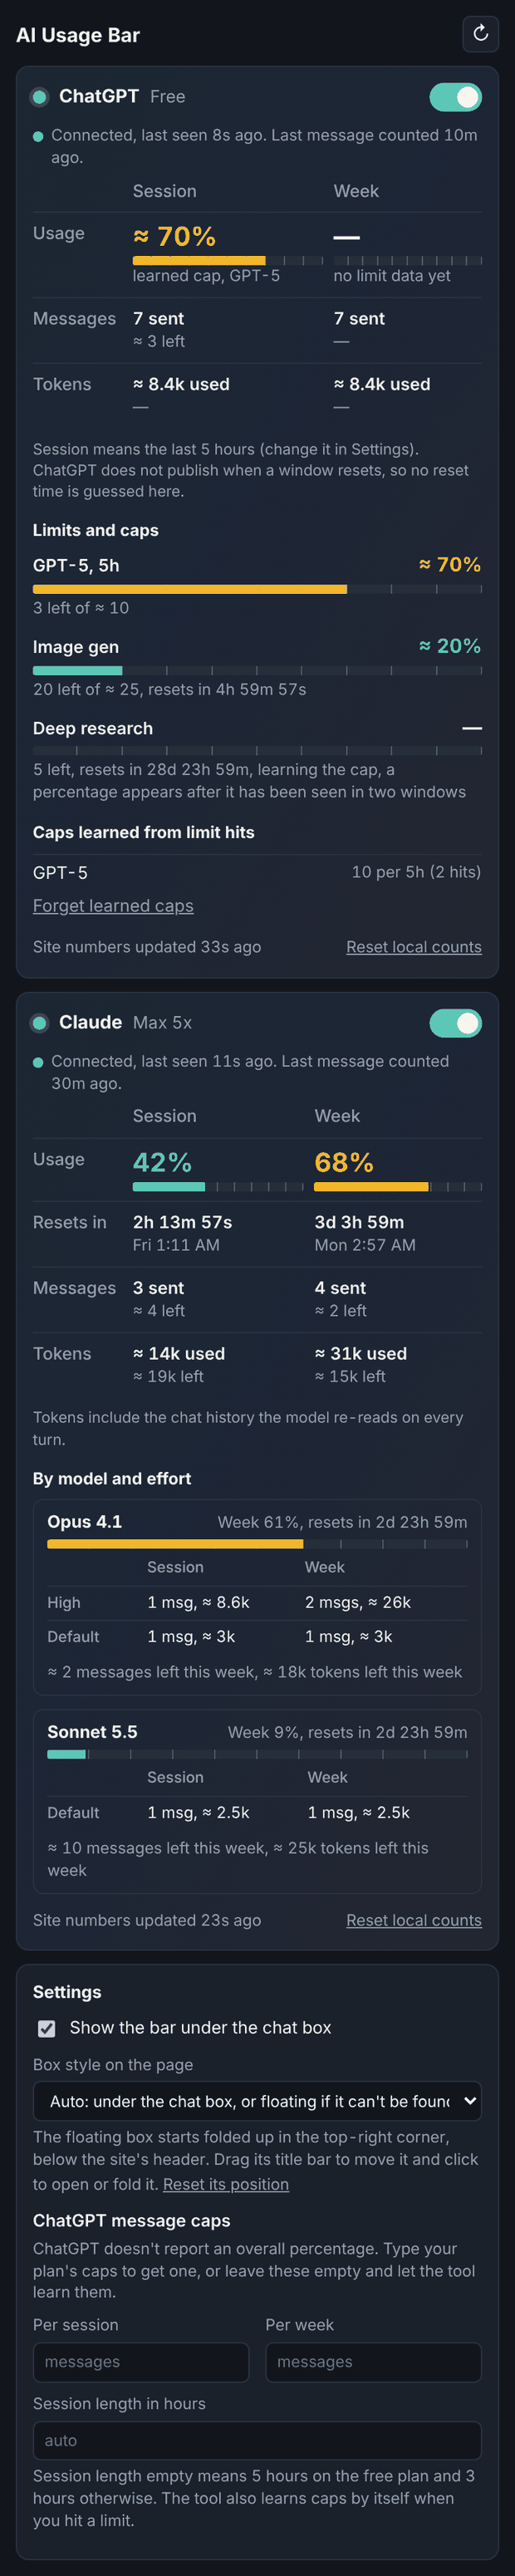 AI Usage Bar
↻
ChatGPT Free
Connected, last seen 8s ago. Last message counted 10m
ago.
Session Week
Usage ≈ 70% —
learned cap, GPT-5 no limit data yet
Messages 7 sent 7 sent
≈ 3 left —
Tokens ≈ 8.4k used ≈ 8.4k used
— —
Session means the last 5 hours (change it in Settings).
ChatGPT does not publish when a window resets, so no reset
time is guessed here.
Limits and caps
GPT-5, 5h ≈ 70%
3 left of ≈ 10
Image gen ≈ 20%
20 left of ≈ 25, resets in 4h 59m 57s
Deep research —
5 left, resets in 28d 23h 59m, learning the cap, a
percentage appears after it has been seen in two windows
Caps learned from limit hits
GPT-5 10 per 5h (2 hits)
Forget learned caps
Site numbers updated 33s ago Reset local counts
Claude Max 5x
Connected, last seen 11s ago. Last message counted
30m ago.
Session Week
Usage 42% 68%
Resets in 2h 13m 57s 3d 3h 59m
Fri 1:11 AM Mon 2:57 AM
Messages 3 sent 4 sent
≈ 4 left ≈ 2 left
Tokens ≈ 14k used ≈ 31k used
≈ 19k left ≈ 15k left
Tokens include the chat history the model re-reads on every
turn.
By model and effort
Opus 4.1 Week 61%, resets in 2d 23h 59m
Session Week
High 1 msg, ≈ 8.6k 2 msgs, ≈ 26k
Default 1 msg, ≈ 3k 1 msg, ≈ 3k
≈ 2 messages left this week, ≈ 18k tokens left this week
Sonnet 5.5 Week 9%, resets in 2d 23h 59m
Session Week
Default 1 msg, ≈ 2.5k 1 msg, ≈ 2.5k
≈ 10 messages left this week, ≈ 25k tokens left this
week
Site numbers updated 23s ago Reset local counts
Settings
Show the bar under the chat box
Box style on the page
Auto: under the chat box, or floating if it can't be found
The floating box starts folded up in the top-right corner,
below the site's header. Drag its title bar to move it and click
to open or fold it. Reset its position
ChatGPT message caps
ChatGPT doesn't report an overall percentage. Type your
plan's caps to get one, or leave these empty and let the tool
learn them.
Per session Per week
messages messages
Session length in hours
auto
Session length empty means 5 hours on the free plan and 3
hours otherwise. The tool also learns caps by itself when
you hit a limit.